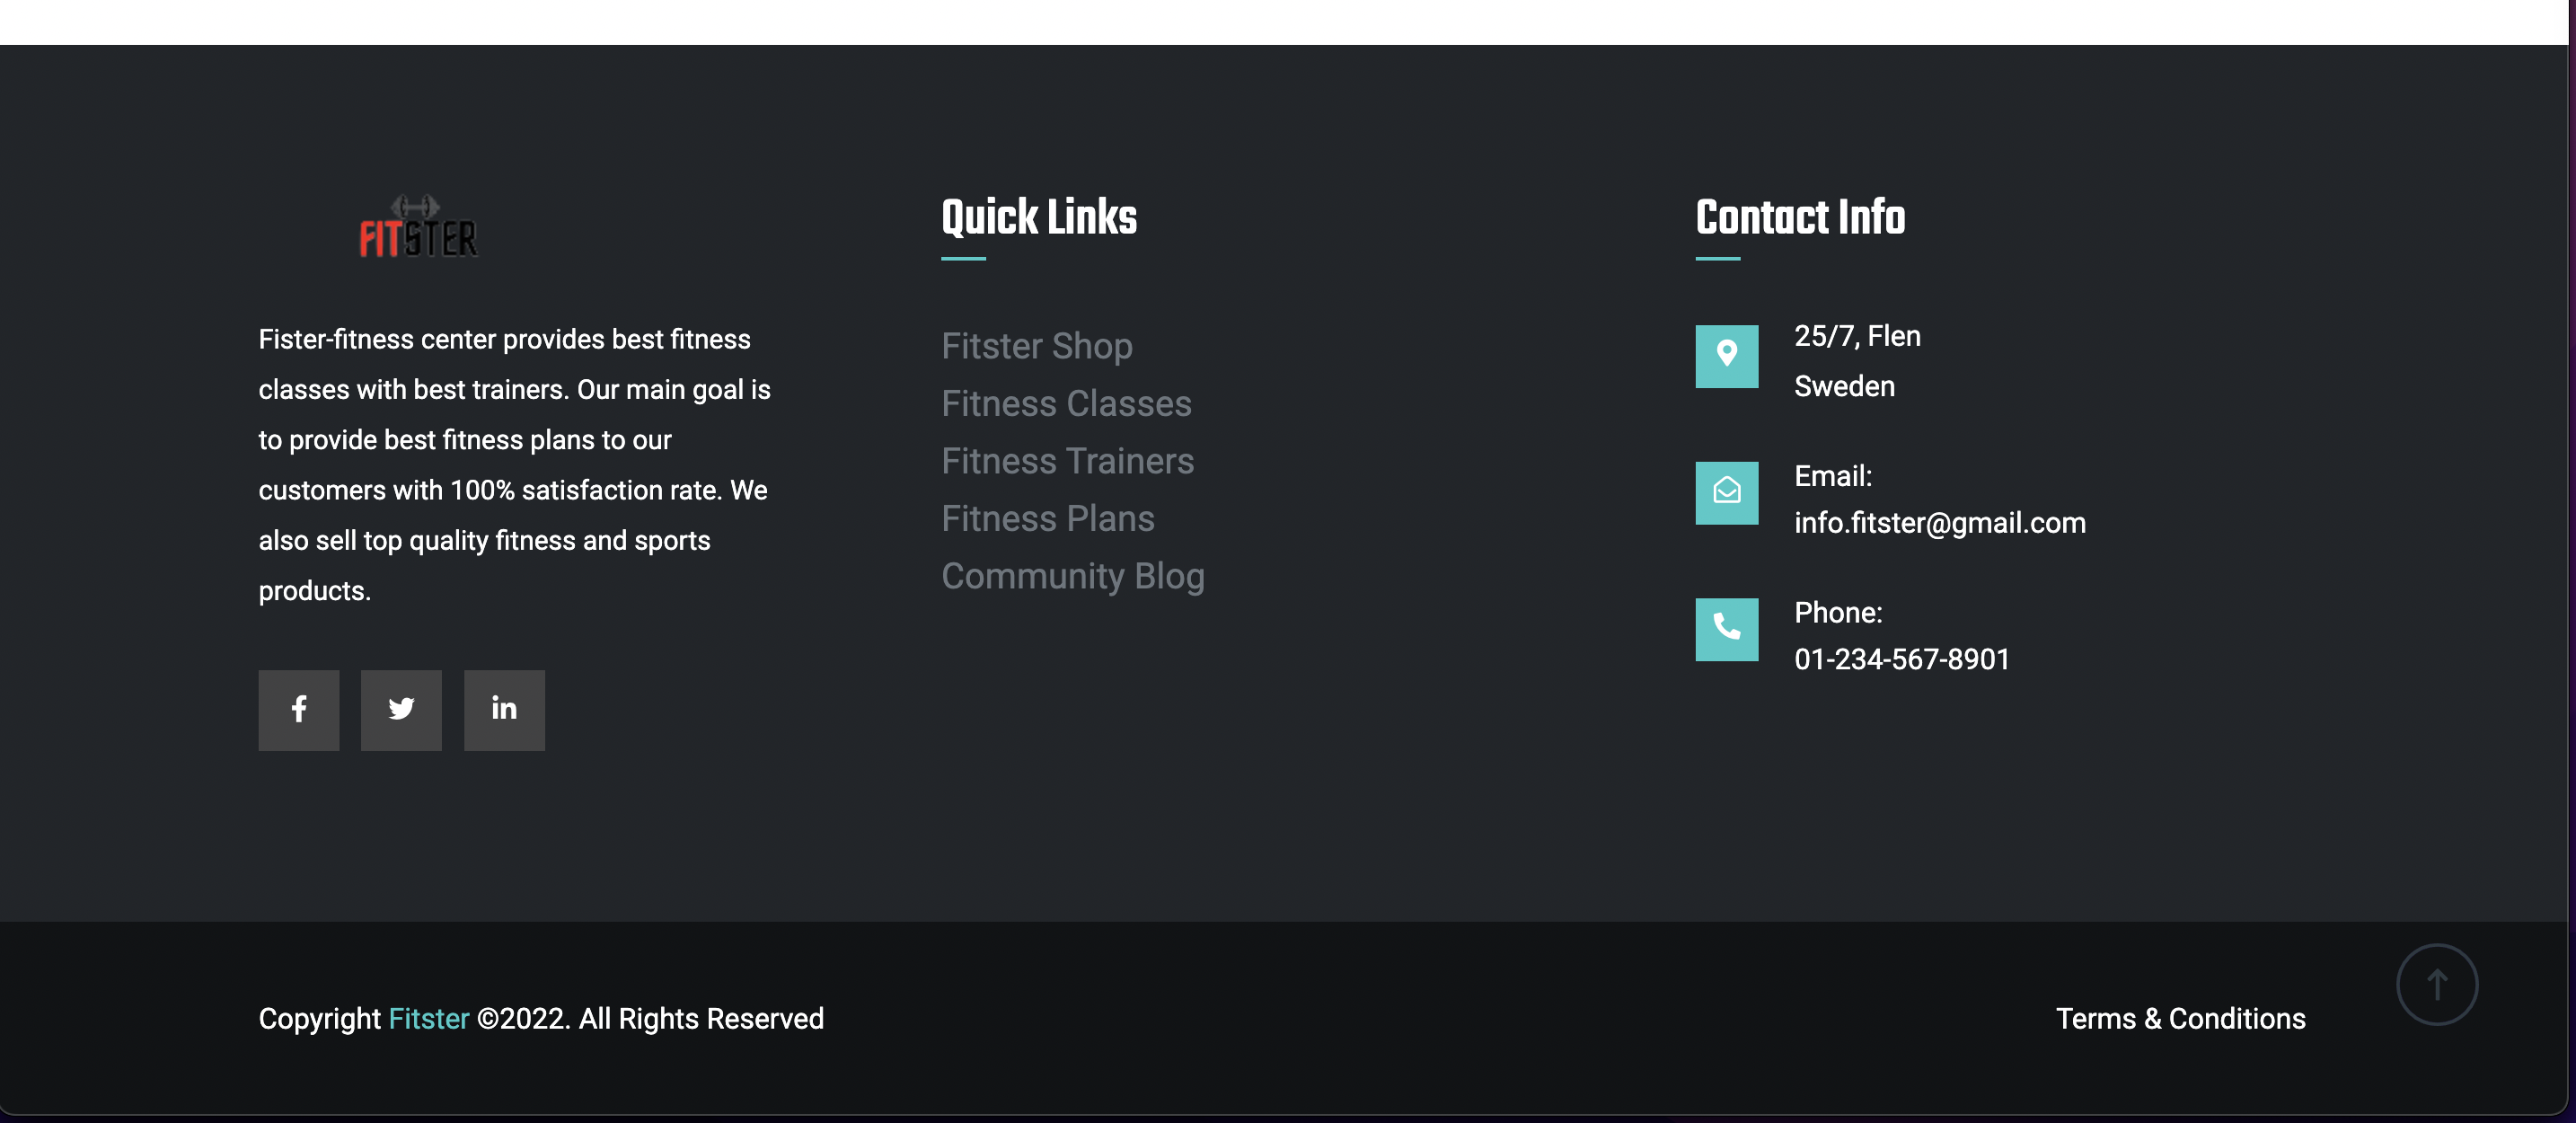 FITSTER
Fister-fitness center provides best fitness
classes with best trainers. Our main goal is
to provide best fitness plans to our
customers with 100% satisfaction rate. We
also sell top quality fitness and sports
products.
Quick Links
Fitster Shop
Fitness Classes
Fitness Trainers
Fitness Plans
Community Blog
Contact Info
25/7, Flen
Sweden
Email:
info.fitster@gmail.com
Phone:
01-234-567-8901
Copyright Fitster ©2022. All Rights Reserved
Terms & Conditions